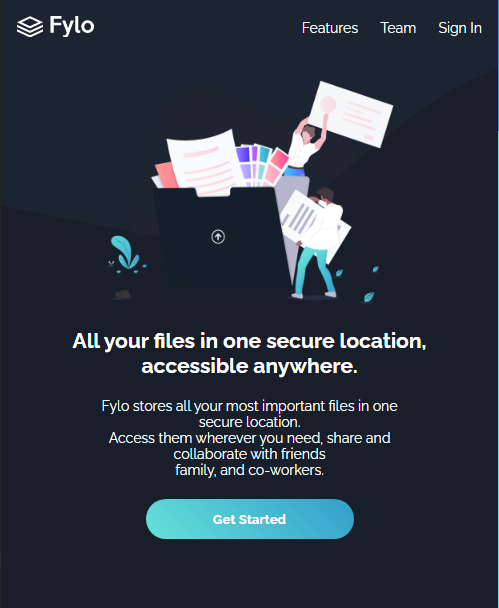 Fylo
Features Team Sign In
All your files in one secure location,
accessible anywhere.
Fylo stores all your most important files in one
secure location.
Access them wherever you need, share and
collaborate with friends
family, and co-workers.
Get Started